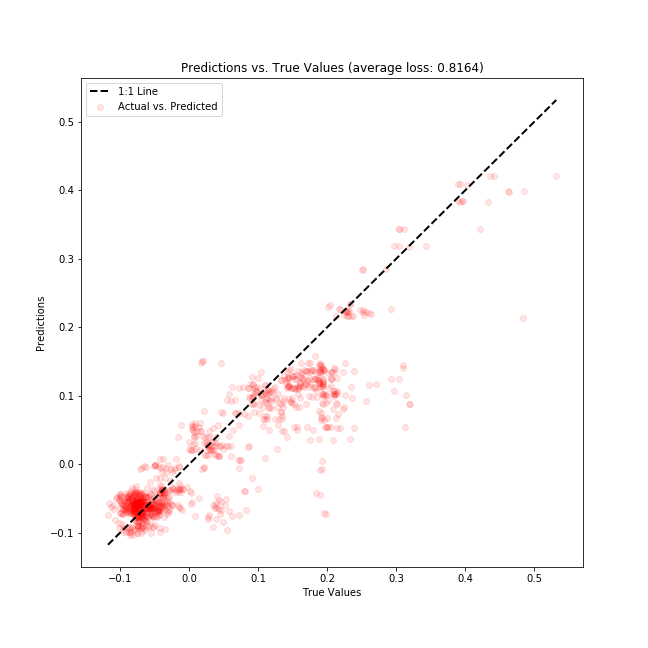 Predictions vs. True Values (average loss: 0.8164)
1:1 Line
Actual vs. Predicted
0.5
0.4
0.3
0.2
0.1
0.0
−0.1
Predictions
−0.1 0.0 0.1 0.2 0.3 0.4 0.5
True Values